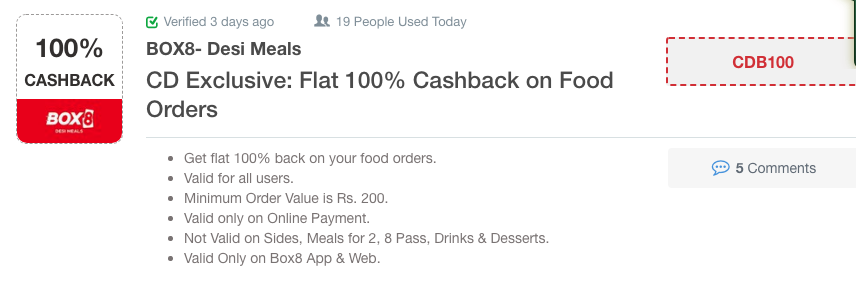 100%
CASHBACK
BOX8
DESI MEALS
Verified 3 days ago 19 People Used Today
BOX8- Desi Meals
CD Exclusive: Flat 100% Cashback on Food
Orders
CDB100
Get flat 100% back on your food orders.
Valid for all users.
Minimum Order Value is Rs. 200.
Valid only on Online Payment.
Not Valid on Sides, Meals for 2, 8 Pass, Drinks & Desserts.
Valid Only on Box8 App & Web.
5 Comments